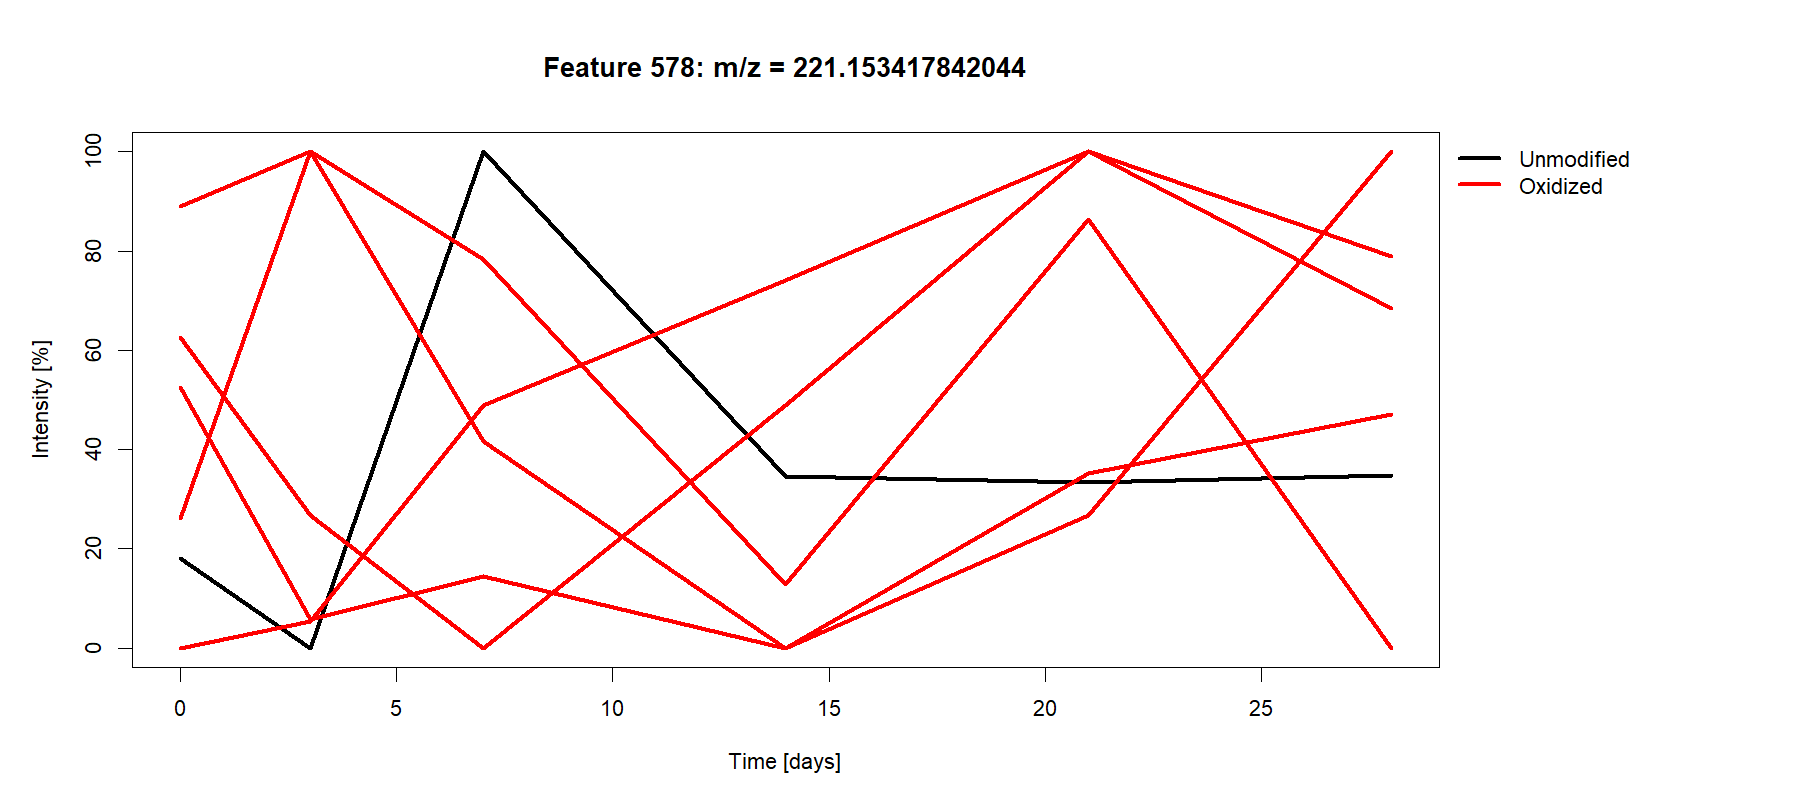 Feature 578: m/z = 221.153417842044
100
80
60
40
20
0
Intensity [%]
Unmodified
Oxidized
0 5 10 15 20 25
Time [days]